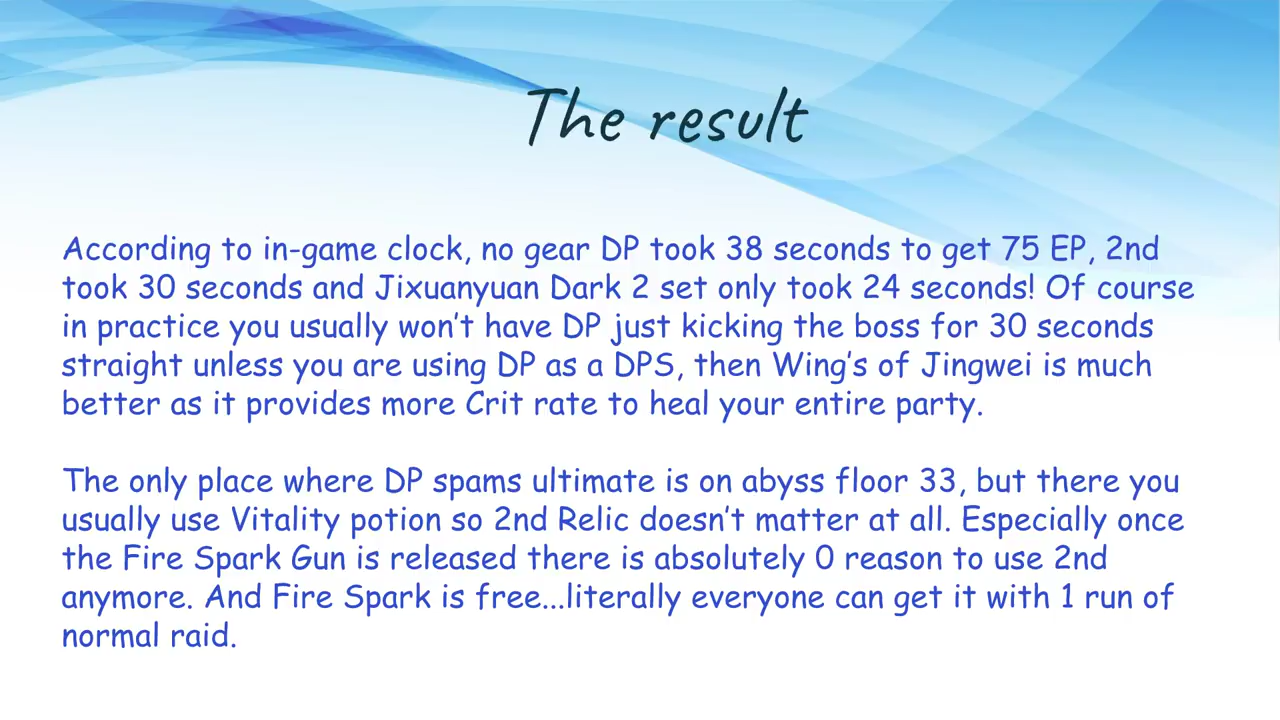 The result
According to in-game clock, no gear DP took 38 seconds to get 75 EP, 2nd
took 30 seconds and Jixuanyuan Dark 2 set only took 24 seconds! Of course
in practice you usually won't have DP just kicking the boss for 30 seconds
straight unless you are using DP as a DPS, then Wing's of Jingwei is much
better as it provides more Crit rate to heal your entire party.
The only place where DP spams ultimate is on abyss floor 33, but there you
usually use Vitality potion so 2nd Relic doesn't matter at all. Especially once
the Fire Spark Gun is released there is absolutely 0 reason to use 2nd
anymore. And Fire Spark is free...literally everyone can get it with 1 run of
normal raid.